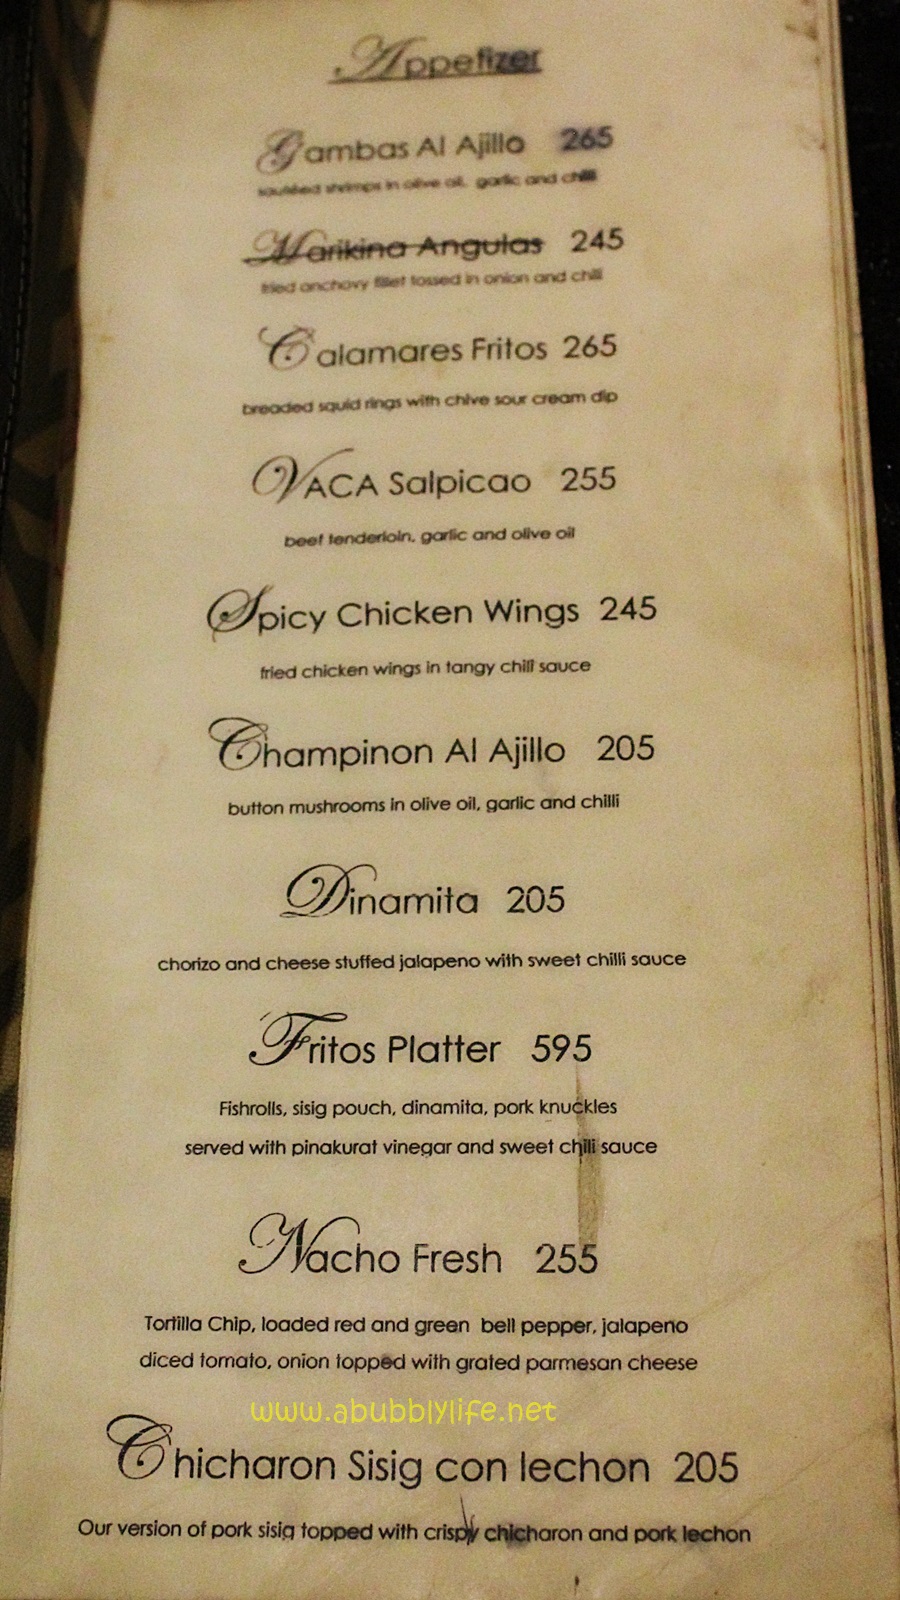 Appetizer
Gambas Al Ajillo 265
sautéed shrimps in olive oil, garlic and chilli
Marikina Angulas 245
fried anchovy fillet tossed in onion and chili
Calamares Fritos 265
breaded squid rings with chive sour cream dip
VACA Salpicao 255
beef tenderloin, garlic and olive oil
Spicy Chicken Wings 245
fried chicken wings in tangy chili sauce
Champinon Al Ajillo 205
button mushrooms in olive oil, garlic and chilli
Dinamita 205
chorizo and cheese stuffed jalapeno with sweet chilli sauce
Fritos Platter 595
Fishrolls, sisig pouch, dinamita, pork knuckles
served with pinakurat vinegar and sweet chili sauce
Nacho Fresh 255
Tortilla Chip, loaded red and green bell pepper, jalapeno
diced tomato, onion topped with grated parmesan cheese
www.abubblylife.net
Chicharon Sisig con lechon 205
Our version of pork sisig topped with crispy chicharon and pork lechon